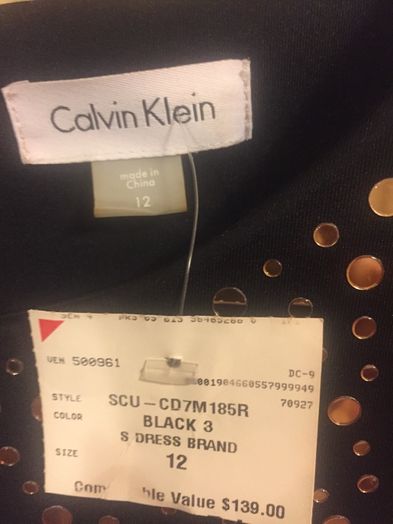 Calvin Klein
made in
China
12
VEN 500961
DC-9
001904660557999949
70927
STYLE SCU-CD7M185R
COLOR BLACK 3
S DRESS BRAND
SIZE 12
Value $139.00